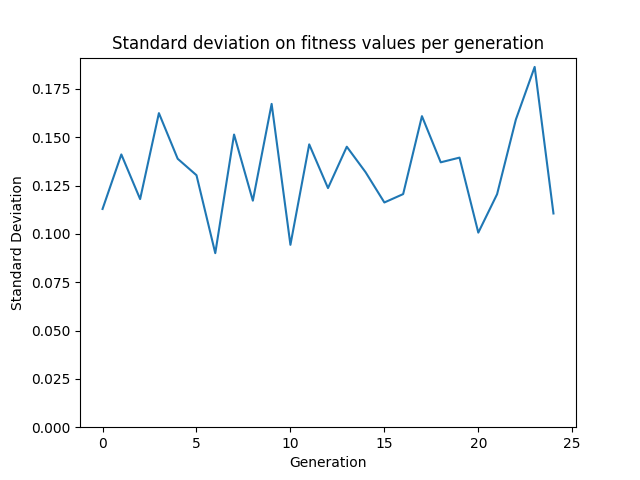 Standard deviation on fitness values per generation
0.175
0.150
0.125
0.100
0.075
0.050
0.025
0.000
Standard Deviation
0 5 10 15 20 25
Generation